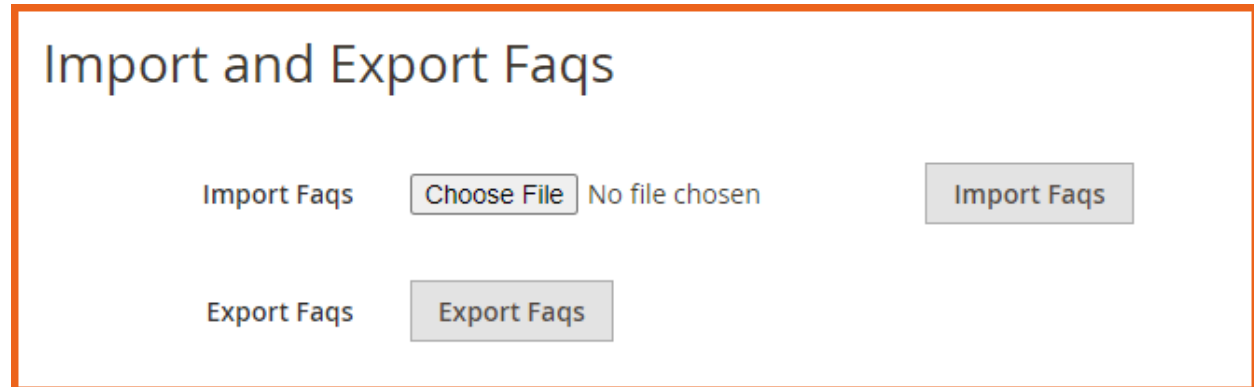 Import and Export Faqs
Import Faqs Choose File No file chosen Import Faqs
Export Faqs Export Faqs